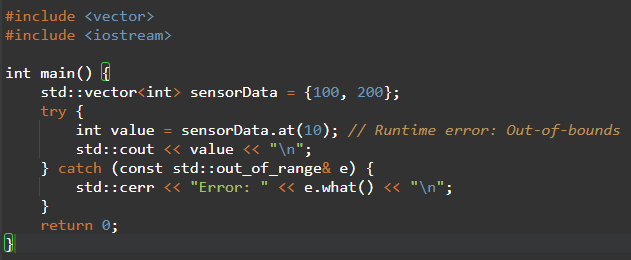 #include <vector>
#include <iostream>

int main() {
    std::vector<int> sensorData = {100, 200};
    try {
        int value = sensorData.at(10); // Runtime error: Out-of-bounds
        std::cout << value << "\n";
    } catch (const std::out_of_range& e) {
        std::cerr << "Error: " << e.what() << "\n";
    }
    return 0;
}